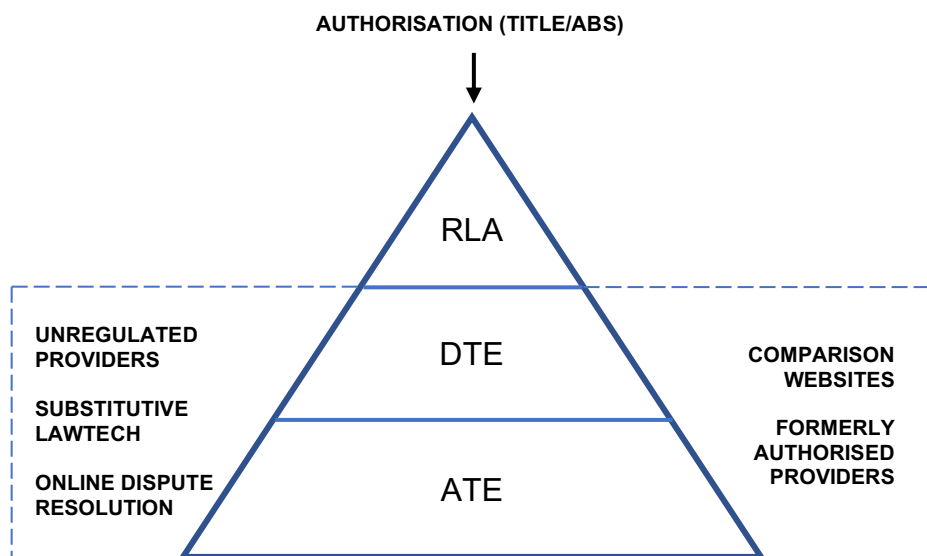 AUTHORISATION (TITLE/ABS)
RLA
DTE
ATE
UNREGULATED
PROVIDERS
SUBSTITUTIVE
LAWTECH
ONLINE DISPUTE
RESOLUTION
COMPARISON
WEBSITES
FORMERLY
AUTHORISED
PROVIDERS